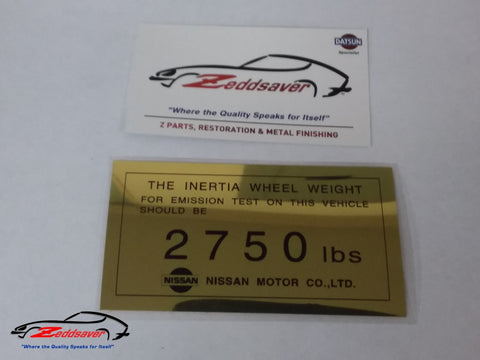 DATSUN
Specialist
Zeddsaver
"Where the Quality Speaks for Itself"
Z PARTS, RESTORATION & METAL FINISHING
THE INERTIA WHEEL WEIGHT
FOR EMISSION TEST ON THIS VEHICLE
SHOULD BE
2750 lbs
NISSAN NISSAN MOTOR CO.,LTD.
Zeddsaver
"Where the Quality Speaks for Itself"